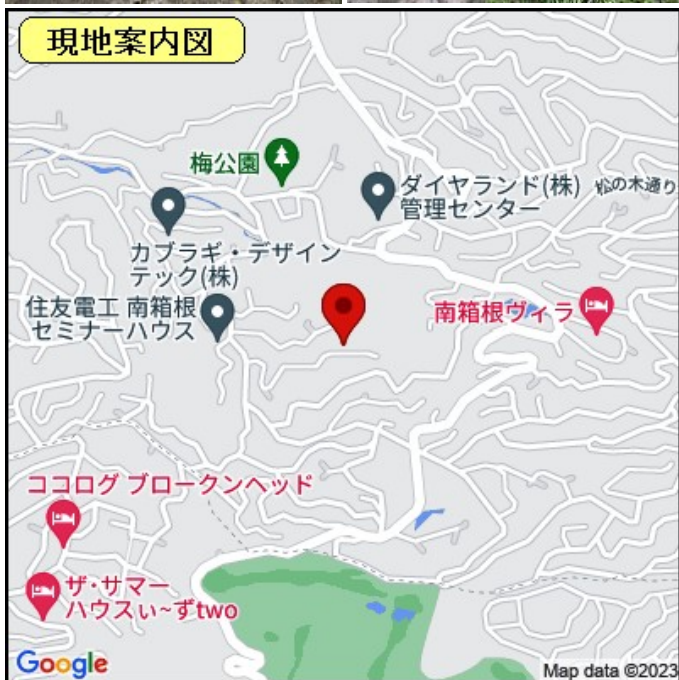 現地案内図
梅公園
ダイヤランド(株)
管理センター
松の木通り
カブラギ・デザイン
テック(株)
住友電工 南箱根
セミナーハウス
南箱根ヴィラ
ココログ ブロークンヘッド
ザ・サマー
ハウスい~ずtwo
Google
Map data ©2023